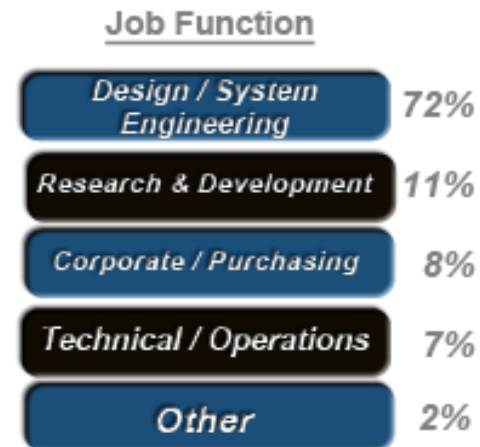 Job Function
Design / System
Engineering
72%
Research & Development
11%
Corporate / Purchasing
8%
Technical / Operations
7%
Other
2%